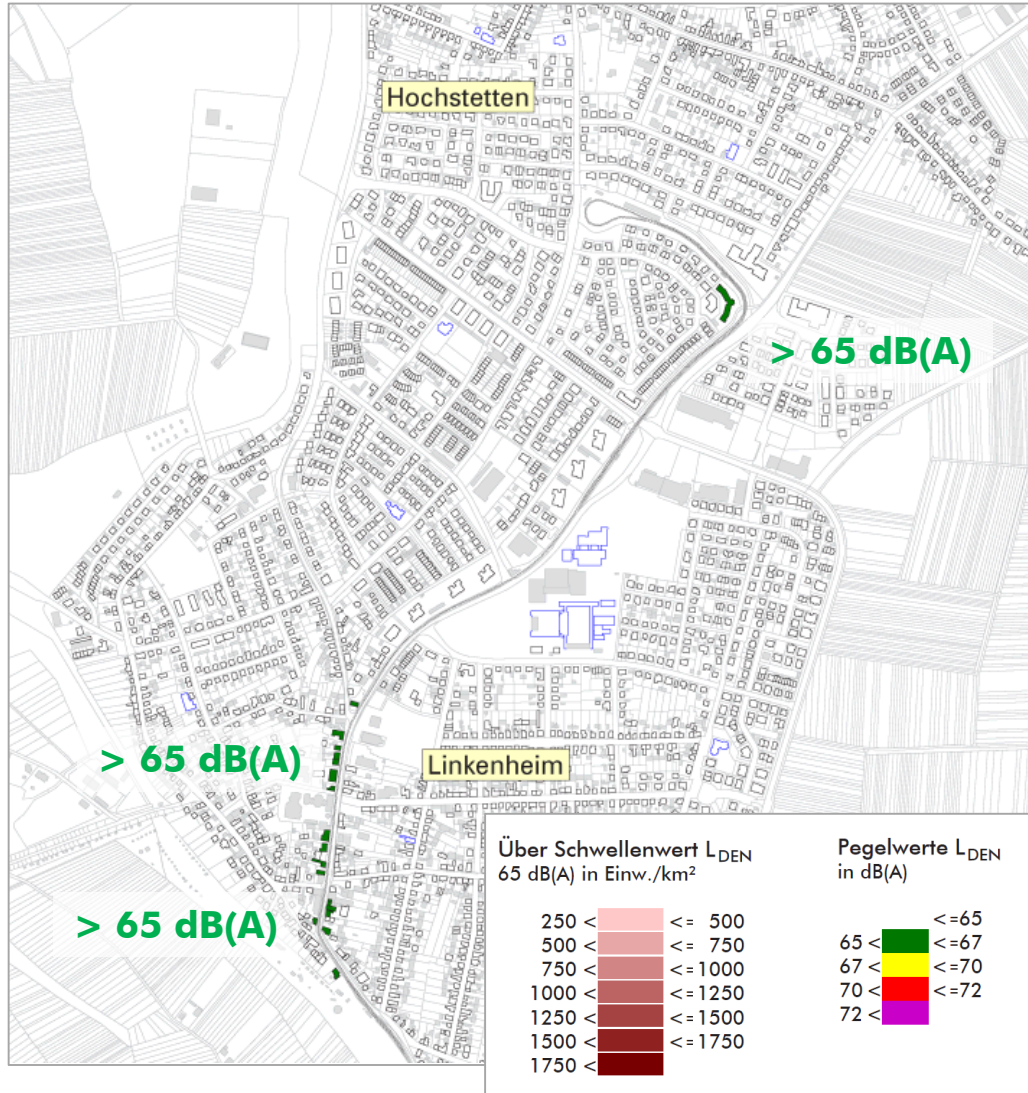 Hochstetten
> 65 dB(A)
> 65 dB(A)
Linkenheim
> 65 dB(A)
Über Schwellenwert LDEN
65 dB(A) in Einw./km²
250 < <= 500
500 < <= 750
750 < <= 1000
1000 < <= 1250
1250 < <= 1500
1500 < <= 1750
1750 <
Pegelwerte LDEN
in dB(A)
<=65
65 < <=67
67 < <=70
70 < <=72
72 <